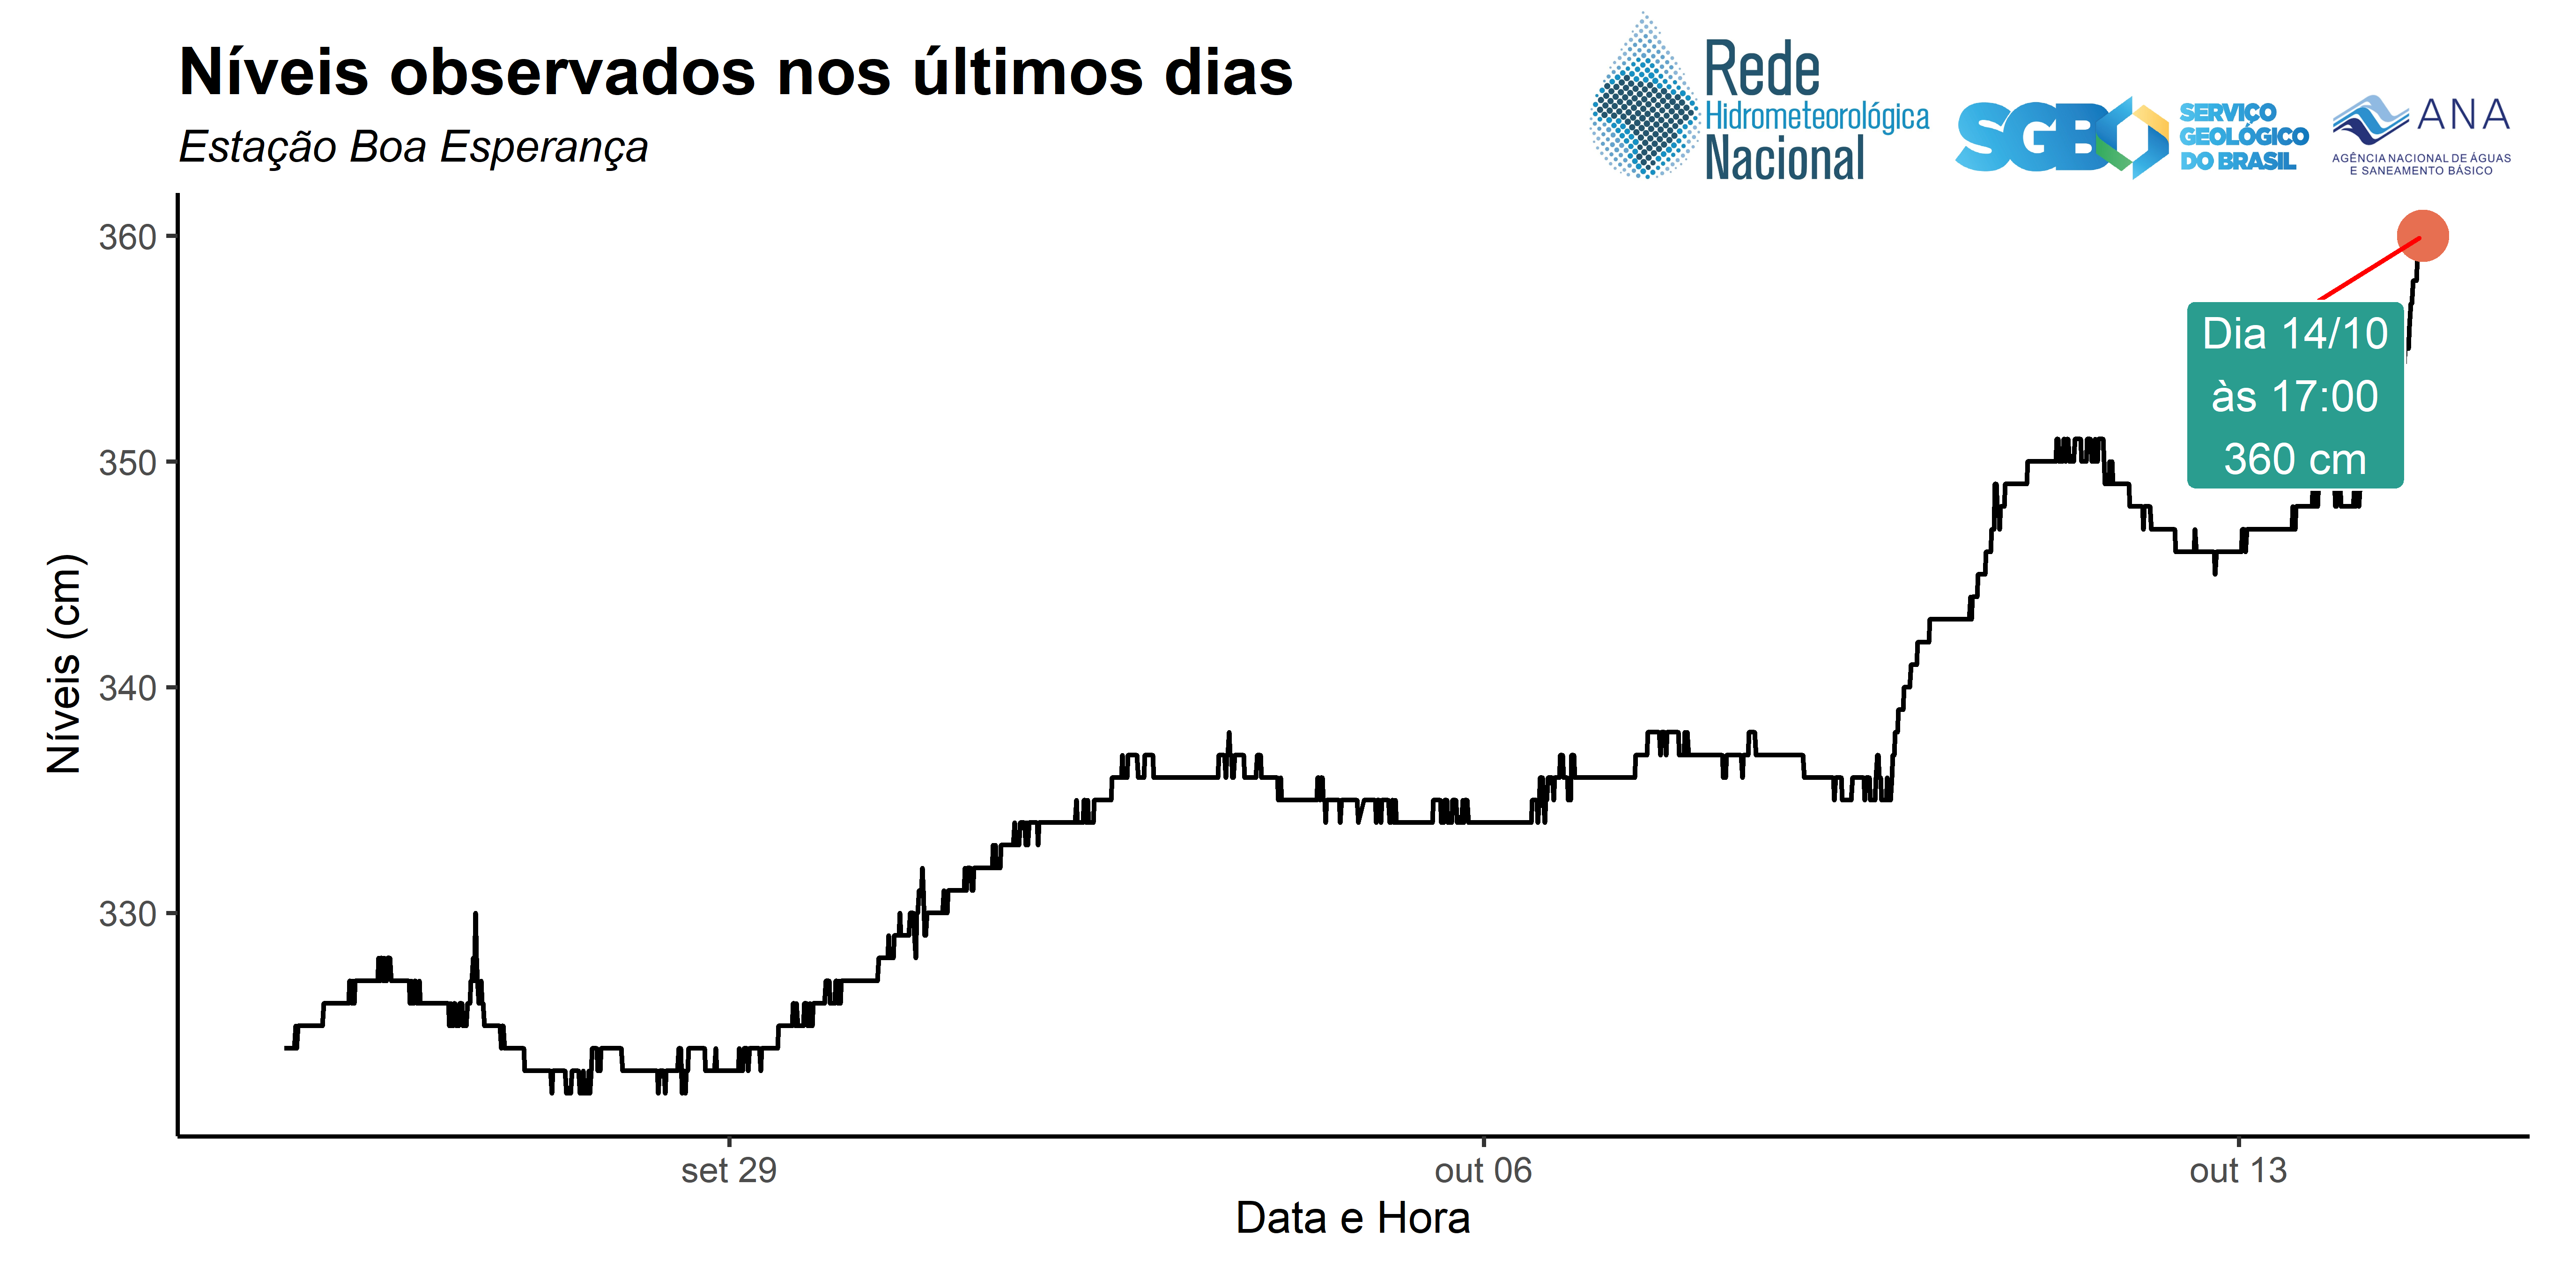 Níveis observados nos últimos dias
Estação Boa Esperança
Rede
Hidrometeorológica
Nacional
SGB
SERVIÇO
GEOLÓGICO
DO BRASIL
ANA
AGÊNCIA NACIONAL DE ÁGUAS
E SANEAMENTO BÁSICO
360
350
340
330
Níveis (cm)
Dia 14/10
às 17:00
360 cm
set 29
out 06
out 13
Data e Hora